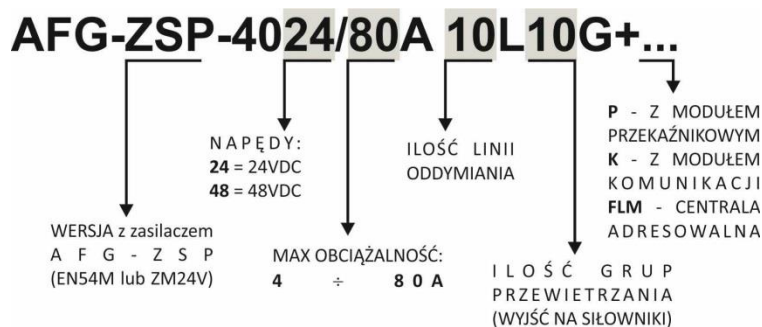 AFG-ZSP-4024/80A 10L10G+...
NAPĘDY:
24 = 24VDC
48 = 48VDC
ILOŚĆ LINII
ODDYMIANIA
P - Z MODUŁEM
PRZEKAŹNIKOWYM
K - Z MODUŁEM
KOMUNIKACJI
FLM - CENTRALA
ADRESOWALNA
WERSJA z zasilaczem
AFG-ZSP
(EN54M lub ZM24V)
MAX OBCIĄŻALNOŚĆ:
4 ÷ 80A
ILOŚĆ GRUP
PRZEWIETRZANIA
(WYJŚĆ NA SIŁOWNIKI)